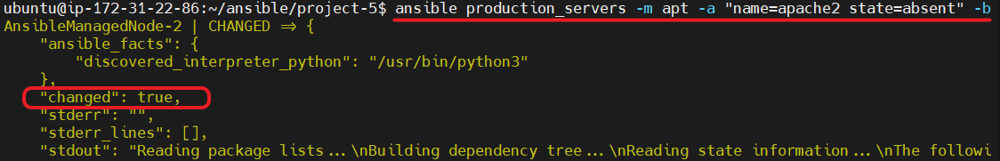 ubuntu@ip-172-31-22-86:~/ansible/project-5$ ansible production_servers -m apt -a "name=apache2 state=absent" -b
AnsibleManagedNode-2 | CHANGED => {
    "ansible_facts": {
        "discovered_interpreter_python": "/usr/bin/python3"
    },
    "changed": true,
    "stderr": "",
    "stderr_lines": [],
    "stdout": "Reading package lists...\nBuilding dependency tree...\nReading state information...\nThe followi